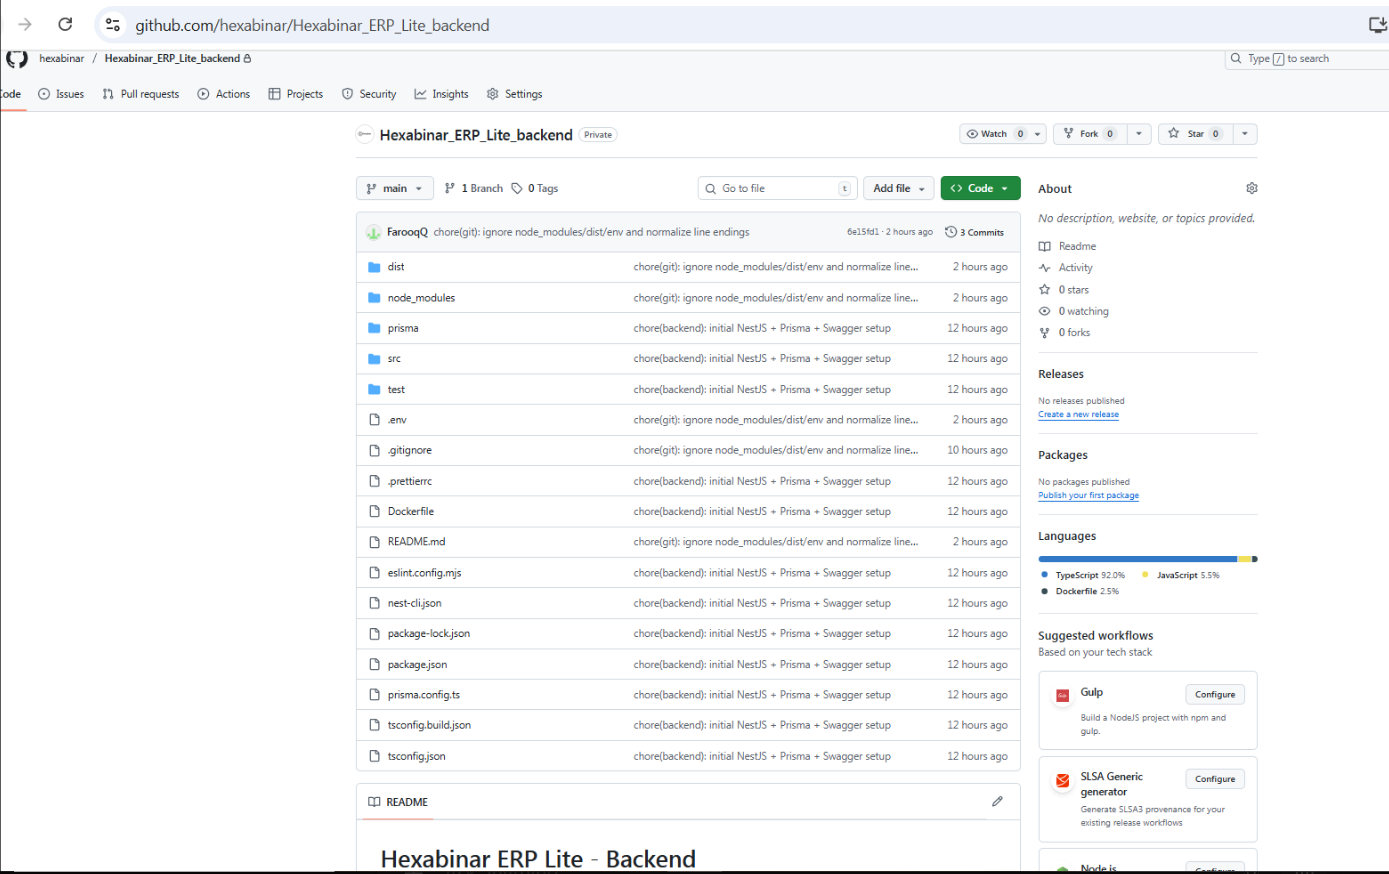 github.com/hexabinar/Hexabinar_ERP_Lite_backend
hexabinar / Hexabinar_ERP_Lite_backend
Type / to search
Code Issues Pull requests Actions Projects Security Insights Settings
Hexabinar_ERP_Lite_backend Private
Watch 0 Fork 0 Star 0
main 1 Branch 0 Tags Go to file t Add file Code
FarooqQ chore(git): ignore node_modules/dist/env and normalize line endings 6e15fd1 · 2 hours ago 3 Commits
dist chore(git): ignore node_modules/dist/env and normalize line... 2 hours ago
node_modules chore(git): ignore node_modules/dist/env and normalize line... 2 hours ago
prisma chore(backend): initial NestJS + Prisma + Swagger setup 12 hours ago
src chore(backend): initial NestJS + Prisma + Swagger setup 12 hours ago
test chore(backend): initial NestJS + Prisma + Swagger setup 12 hours ago
.env chore(git): ignore node_modules/dist/env and normalize line... 2 hours ago
.gitignore chore(git): ignore node_modules/dist/env and normalize line... 10 hours ago
.prettierrc chore(backend): initial NestJS + Prisma + Swagger setup 12 hours ago
Dockerfile chore(backend): initial NestJS + Prisma + Swagger setup 12 hours ago
README.md chore(git): ignore node_modules/dist/env and normalize line... 2 hours ago
eslint.config.mjs chore(backend): initial NestJS + Prisma + Swagger setup 12 hours ago
nest-cli.json chore(backend): initial NestJS + Prisma + Swagger setup 12 hours ago
package-lock.json chore(backend): initial NestJS + Prisma + Swagger setup 12 hours ago
package.json chore(backend): initial NestJS + Prisma + Swagger setup 12 hours ago
prisma.config.ts chore(backend): initial NestJS + Prisma + Swagger setup 12 hours ago
tsconfig.build.json chore(backend): initial NestJS + Prisma + Swagger setup 12 hours ago
tsconfig.json chore(backend): initial NestJS + Prisma + Swagger setup 12 hours ago
README
Hexabinar ERP Lite - Backend
About
No description, website, or topics provided.
Readme
Activity
0 stars
0 watching
0 forks
Releases
No releases published
Create a new release
Packages
No packages published
Publish your first package
Languages
TypeScript 92.0% JavaScript 5.5%
Dockerfile 2.5%
Suggested workflows
Based on your tech stack
Gulp Configure
Build a NodeJS project with npm and
gulp.
SLSA Generic Configure
generator
Generate SLSA3 provenance for your
existing release workflows
Node.js Configure